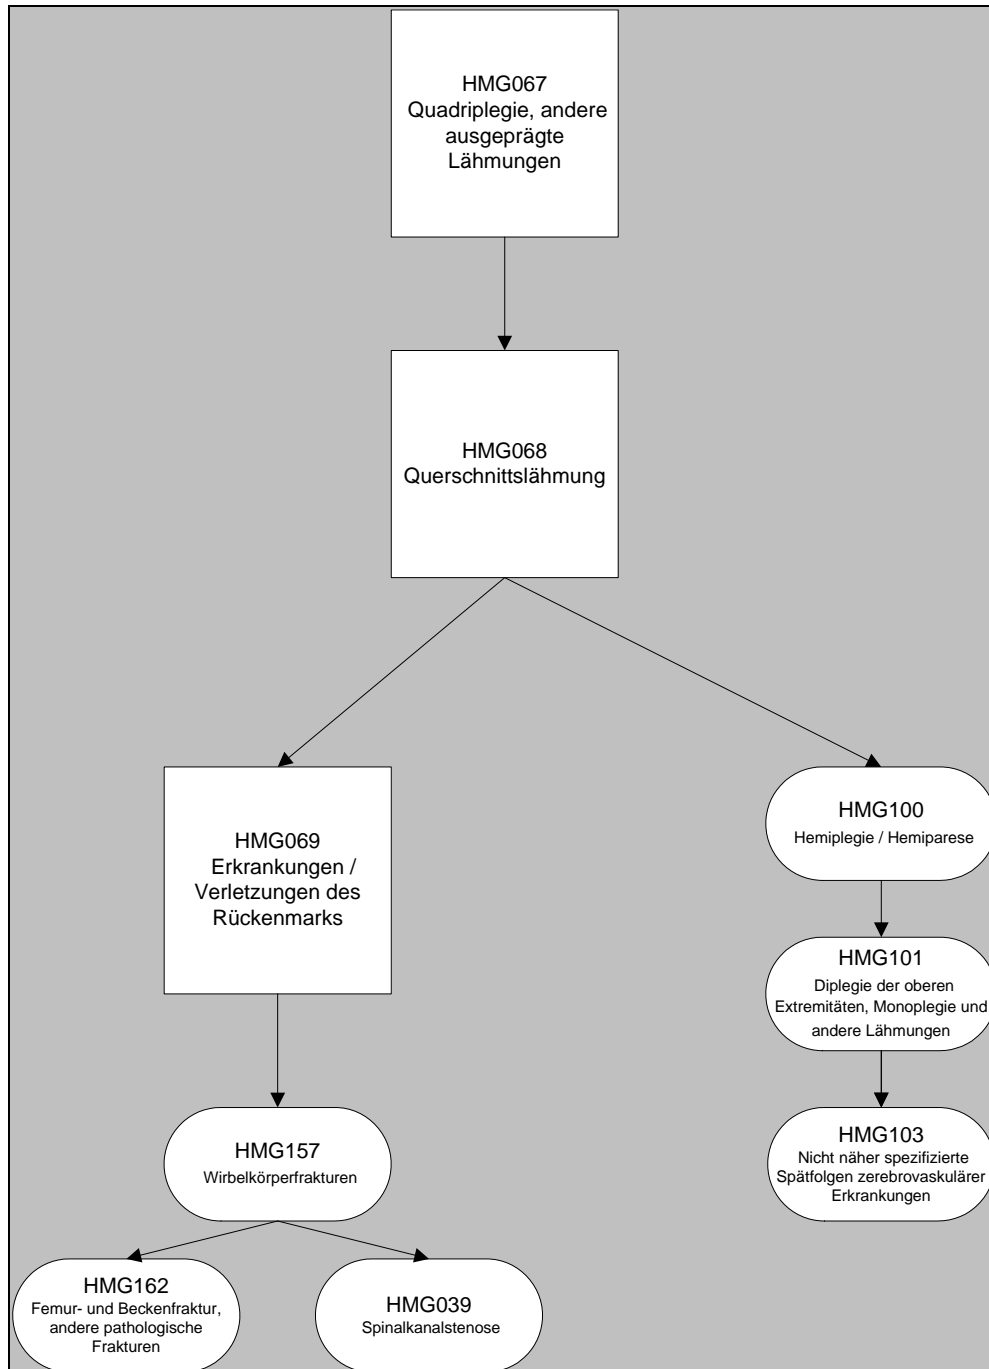 HMG067
Quadriplegie, andere
ausgeprägte
Lähmungen
HMG068
Querschnittslähmung
HMG069
Erkrankungen /
Verletzungen des
Rückenmarks
HMG100
Hemiplegie / Hemiparese
HMG101
Diplegie der oberen
Extremitäten, Monoplegie und
andere Lähmungen
HMG157
Wirbelkörperfrakturen
HMG103
Nicht näher spezifizierte
Spätfolgen zerebrovaskulärer
Erkrankungen
HMG162
Femur- und Beckenfraktur,
andere pathologische
Frakturen
HMG039
Spinalkanalstenose